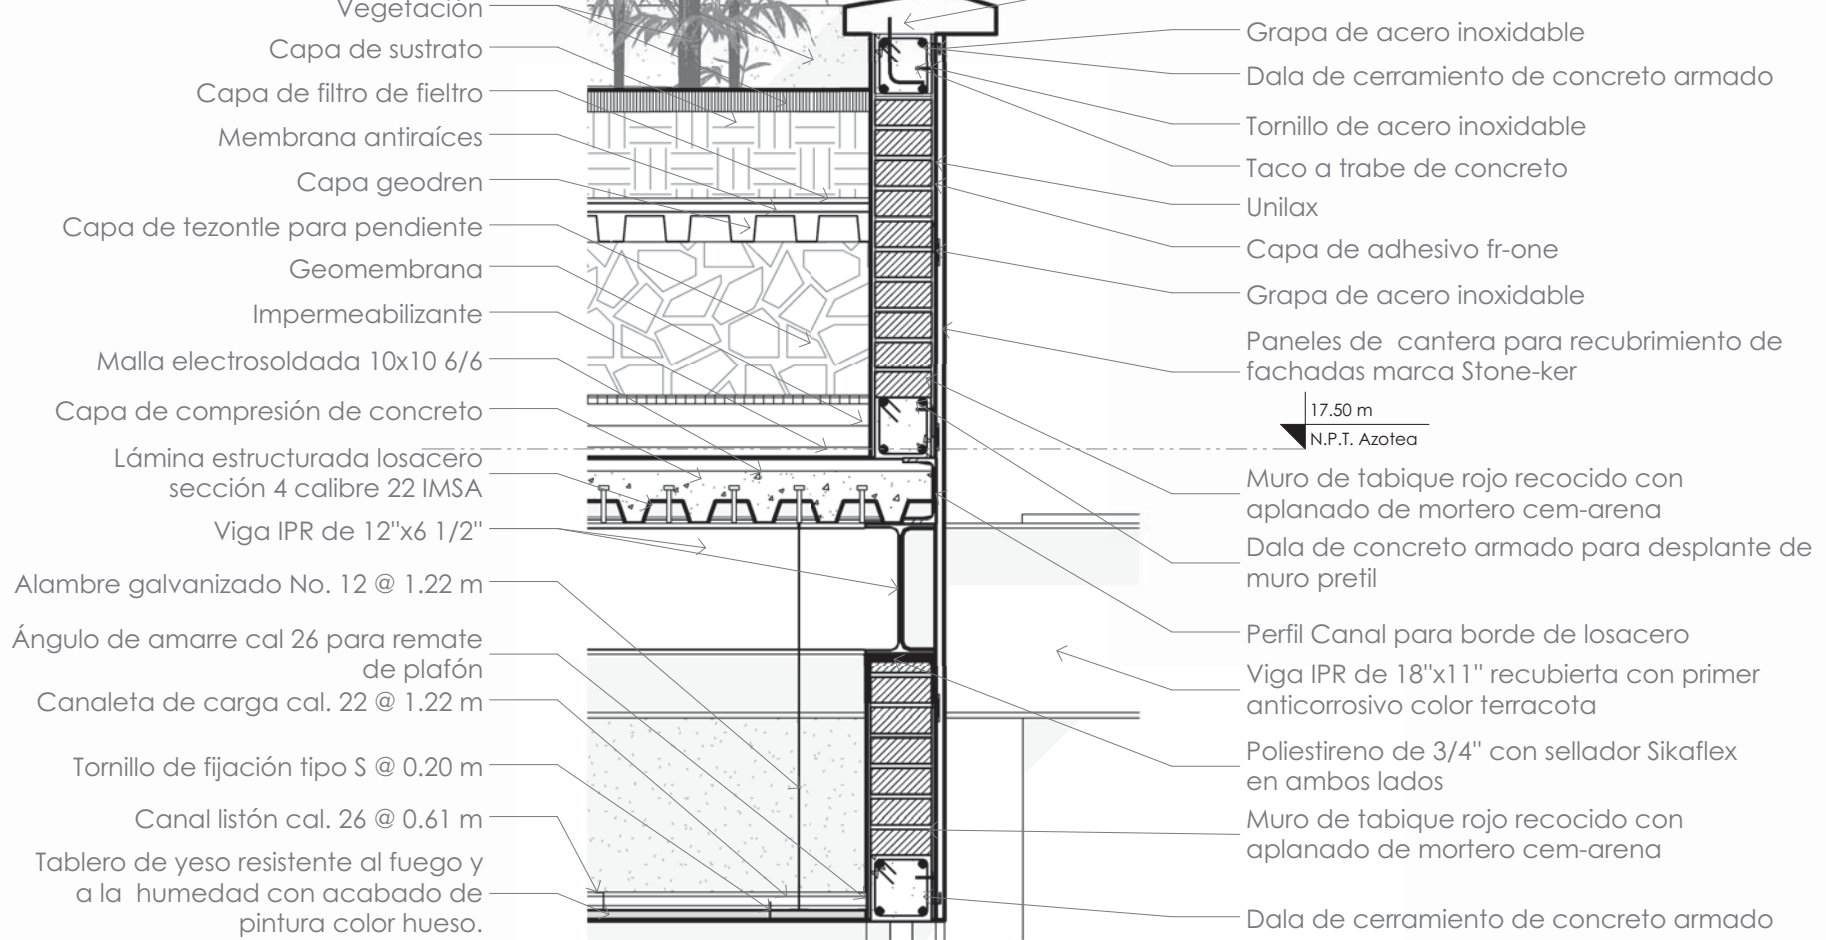 Vegetación
Capa de sustrato
Capa de filtro de fieltro
Membrana antiraíces
Capa geodren
Capa de tezontle para pendiente
Geomembrana
Impermeabilizante
Malla electrosoldada 10x10 6/6
Capa de compresión de concreto
Lámina estructurada losacero
sección 4 calibre 22 IMSA
Viga IPR de 12"x6 1/2"
Alambre galvanizado No. 12 @ 1.22 m
Ángulo de amarre cal 26 para remate
de plafón
Canaleta de carga cal. 22 @ 1.22 m
Tornillo de fijación tipo S @ 0.20 m
Canal listón cal. 26 @ 0.61 m
Tablero de yeso resistente al fuego y
a la humedad con acabado de
pintura color hueso.
Grapa de acero inoxidable
Dala de cerramiento de concreto armado
Tornillo de acero inoxidable
Taco a trabe de concreto
Unilax
Capa de adhesivo fr-one
Grapa de acero inoxidable
Paneles de cantera para recubrimiento de
fachadas marca Stone-ker
17.50 m
N.P.T. Azotea
Muro de tabique rojo recocido con
aplanado de mortero cem-arena
Dala de concreto armado para desplante de
muro pretil
Perfil Canal para borde de losacero
Viga IPR de 18"x11" recubierta con primer
anticorrosivo color terracota
Poliestireno de 3/4" con sellador Sikaflex
en ambos lados
Muro de tabique rojo recocido con
aplanado de mortero cem-arena
Dala de cerramiento de concreto armado